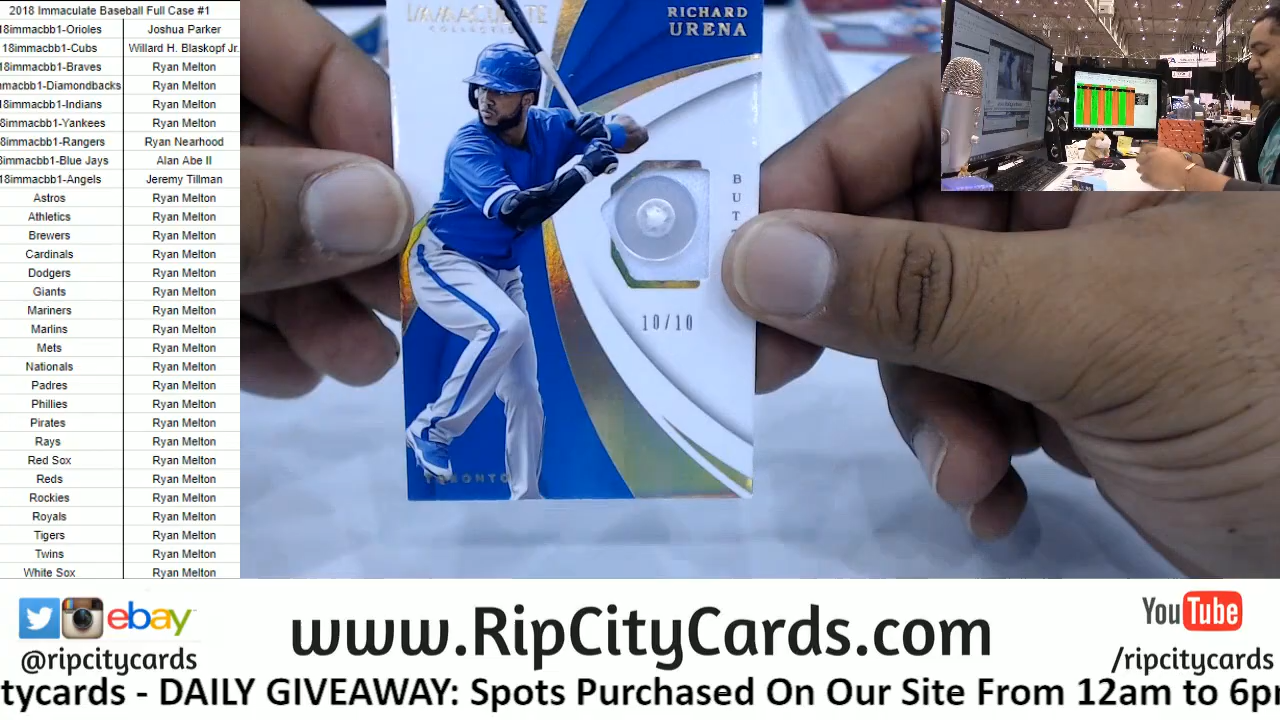 2018 Immaculate Baseball Full Case #1
18immacbb1-Orioles Joshua Parker
18immacbb1-Cubs Willard H. Blaskopf Jr.
18immacbb1-Braves Ryan Melton
macbb1-Diamondbacks Ryan Melton
18immacbb1-Indians Ryan Melton
8immacbb1-Yankees Ryan Melton
8immacbb1-Rangers Ryan Nearhood
immacbb1-Blue Jays Alan Abe II
18immacbb1-Angels Jeremy Tillman
Astros Ryan Melton
Athletics Ryan Melton
Brewers Ryan Melton
Cardinals Ryan Melton
Dodgers Ryan Melton
Giants Ryan Melton
Mariners Ryan Melton
Marlins Ryan Melton
Mets Ryan Melton
Nationals Ryan Melton
Padres Ryan Melton
Phillies Ryan Melton
Pirates Ryan Melton
Rays Ryan Melton
Red Sox Ryan Melton
Reds Ryan Melton
Rockies Ryan Melton
Royals Ryan Melton
Tigers Ryan Melton
Twins Ryan Melton
White Sox Ryan Melton
IMMACULATE
COLLECTION
RICHARD
URENA
BUT
10/10
TORONTO
ebay
@ripcitycards
www.RipCityCards.com
YouTube
/ripcitycards
tycards - DAILY GIVEAWAY: Spots Purchased On Our Site From 12am to 6p